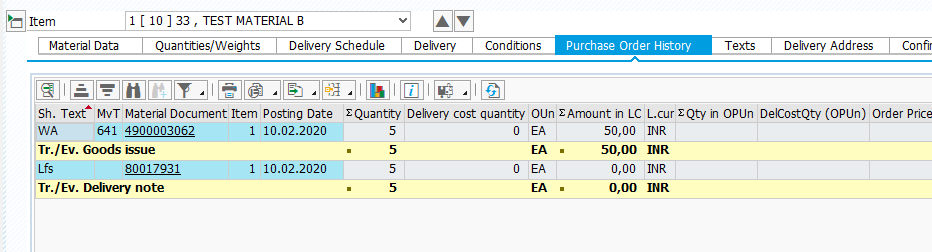 Item 1 [ 10 ] 33 , TEST MATERIAL B
Material Data Quantities/Weights Delivery Schedule Delivery Conditions Purchase Order History Texts Delivery Address Confi
Sh. Text MvT Material Document Item Posting Date Σ Quantity Delivery cost quantity OUn Σ Amount in LC L.cur Σ Qty in OPUn DelCostQty (OPUn) Order Price
WA 641 4900003062 1 10.02.2020 5 0 EA 50,00 INR
Tr./Ev. Goods issue 5 EA 50,00 INR
Lfs 80017931 1 10.02.2020 5 0 EA 0,00 INR
Tr./Ev. Delivery note 5 EA 0,00 INR